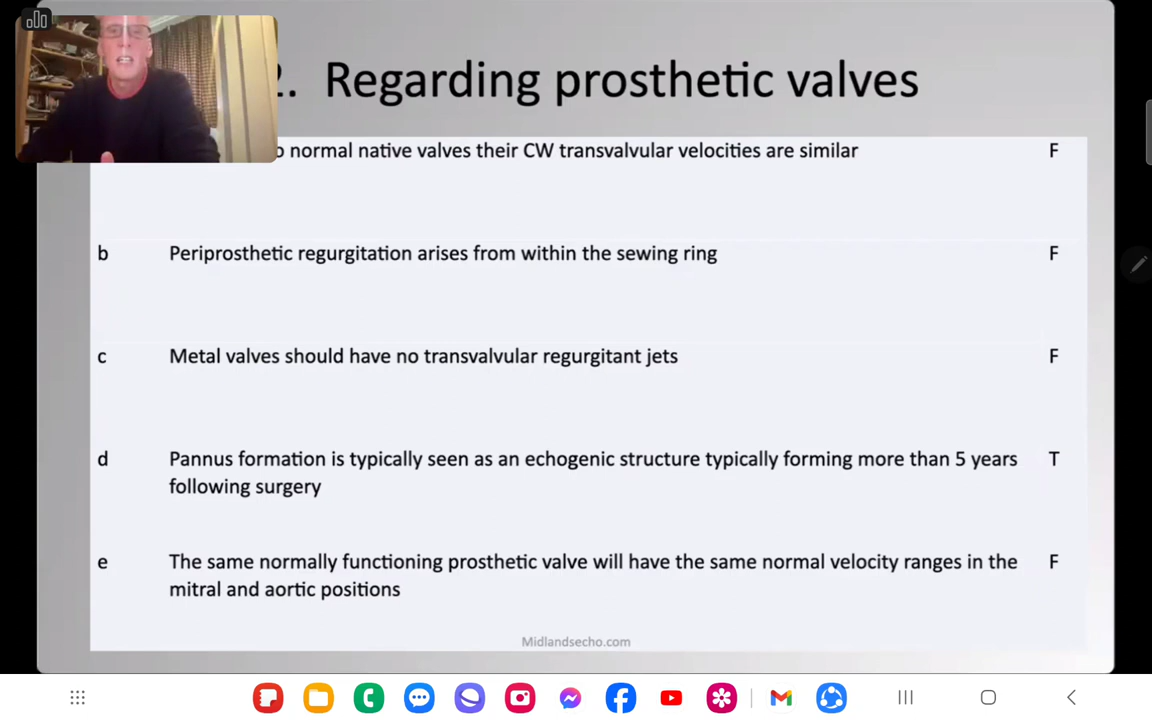 2. Regarding prosthetic valves
normal native valves their CW transvalvular velocities are similar F
b Periprosthetic regurgitation arises from within the sewing ring F
c Metal valves should have no transvalvular regurgitant jets F
d Pannus formation is typically seen as an echogenic structure typically forming more than 5 years T
following surgery
e The same normally functioning prosthetic valve will have the same normal velocity ranges in the F
mitral and aortic positions
Midlandsecho.com